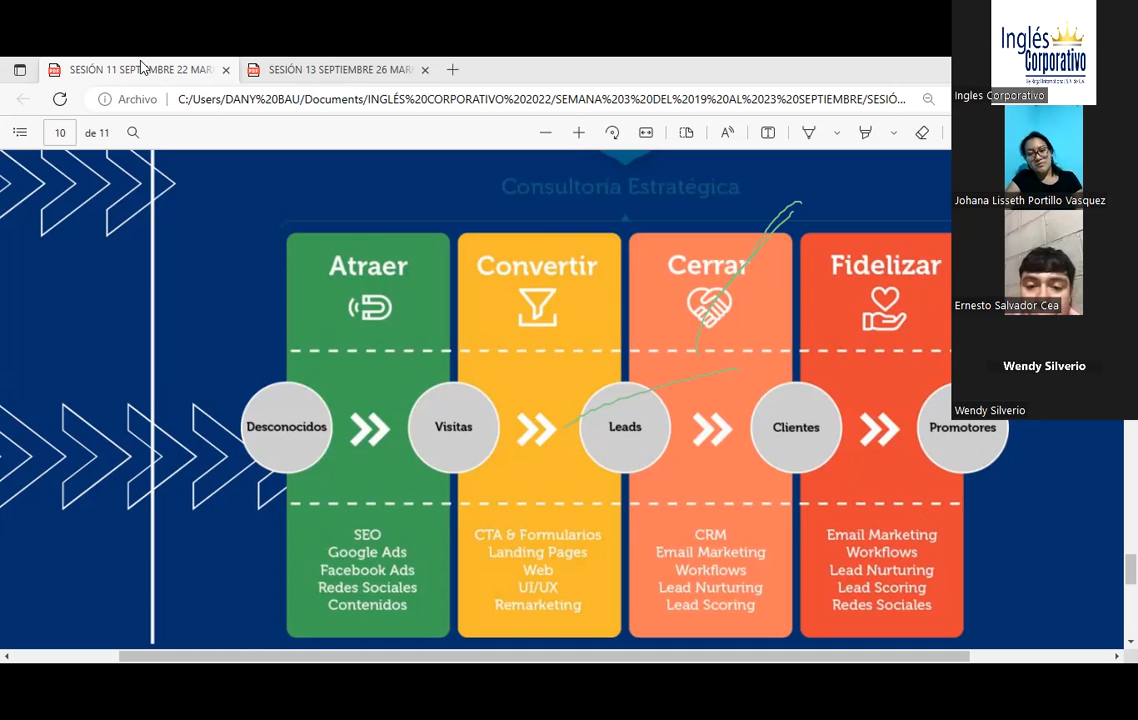 SESIÓN 11 SEPTIEMBRE 22 MAR
SESIÓN 13 SEPTIEMBRE 26 MAR
Archivo
C:/Users/DANY%20BAU/Documents/INGLÉS%20CORPORATIVO%202022/SEMANA%203%20DEL%2019%20AL%2023%20SEPTIEMBRE/SESIÓ...
10 de 11
Consultoría Estratégica
Atraer
Convertir
Cerrar
Fidelizar
Desconocidos
Visitas
Leads
Clientes
Promotores
SEO
Google Ads
Facebook Ads
Redes Sociales
Contenidos
CTA & Formularios
Landing Pages
Web
UI/UX
Remarketing
CRM
Email Marketing
Workflows
Lead Nurturing
Lead Scoring
Email Marketing
Workflows
Lead Nurturing
Lead Scoring
Redes Sociales
Inglés
Corporativo
Ingles Corporativo
Johana Lisseth Portillo Vasquez
Ernesto Salvador Cea
Wendy Silverio
Wendy Silverio